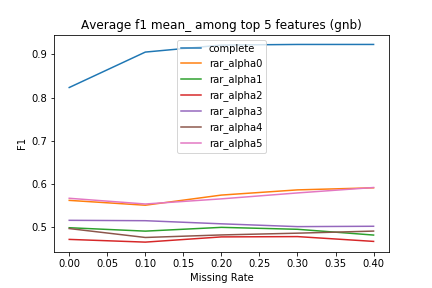 Average f1 mean_ among top 5 features (gnb)
complete
rar_alpha0
rar_alpha1
rar_alpha2
rar_alpha3
rar_alpha4
rar_alpha5
F1
0.9
0.8
0.7
0.6
0.5
0.00 0.05 0.10 0.15 0.20 0.25 0.30 0.35 0.40
Missing Rate